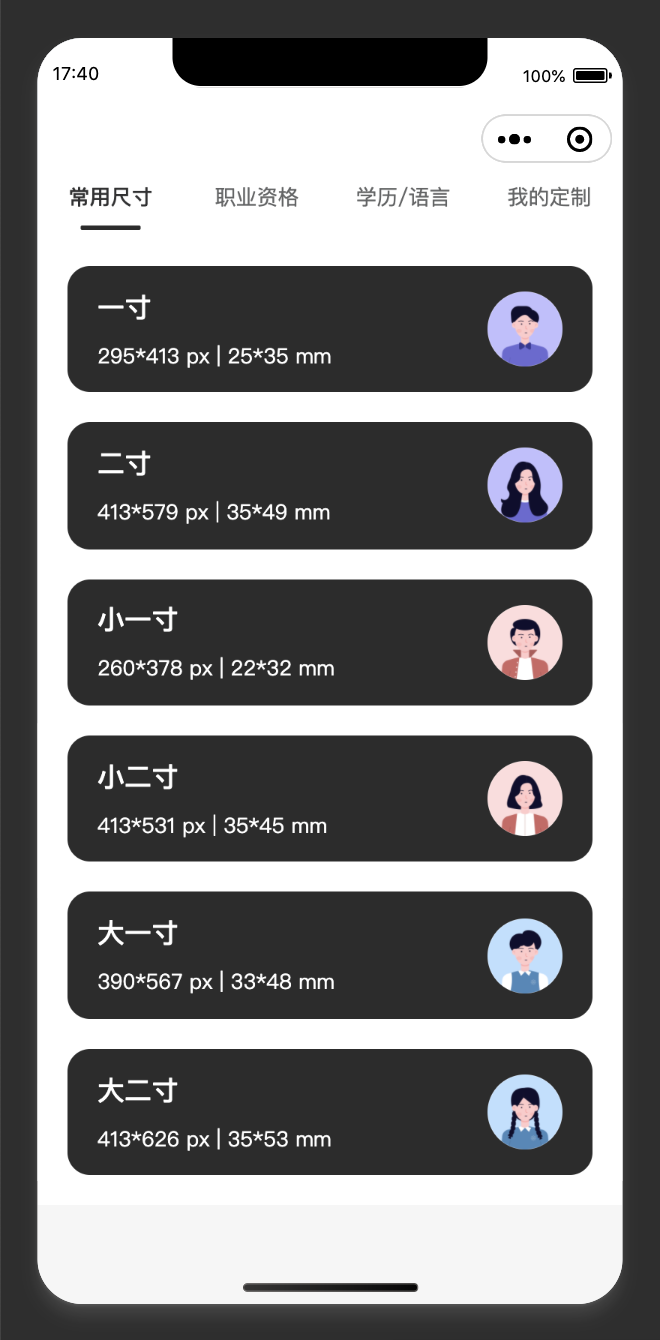 17:40
100%
常用尺寸
职业资格
学历/语言
我的定制
一寸
295*413 px | 25*35 mm
二寸
413*579 px | 35*49 mm
小一寸
260*378 px | 22*32 mm
小二寸
413*531 px | 35*45 mm
大一寸
390*567 px | 33*48 mm
大二寸
413*626 px | 35*53 mm